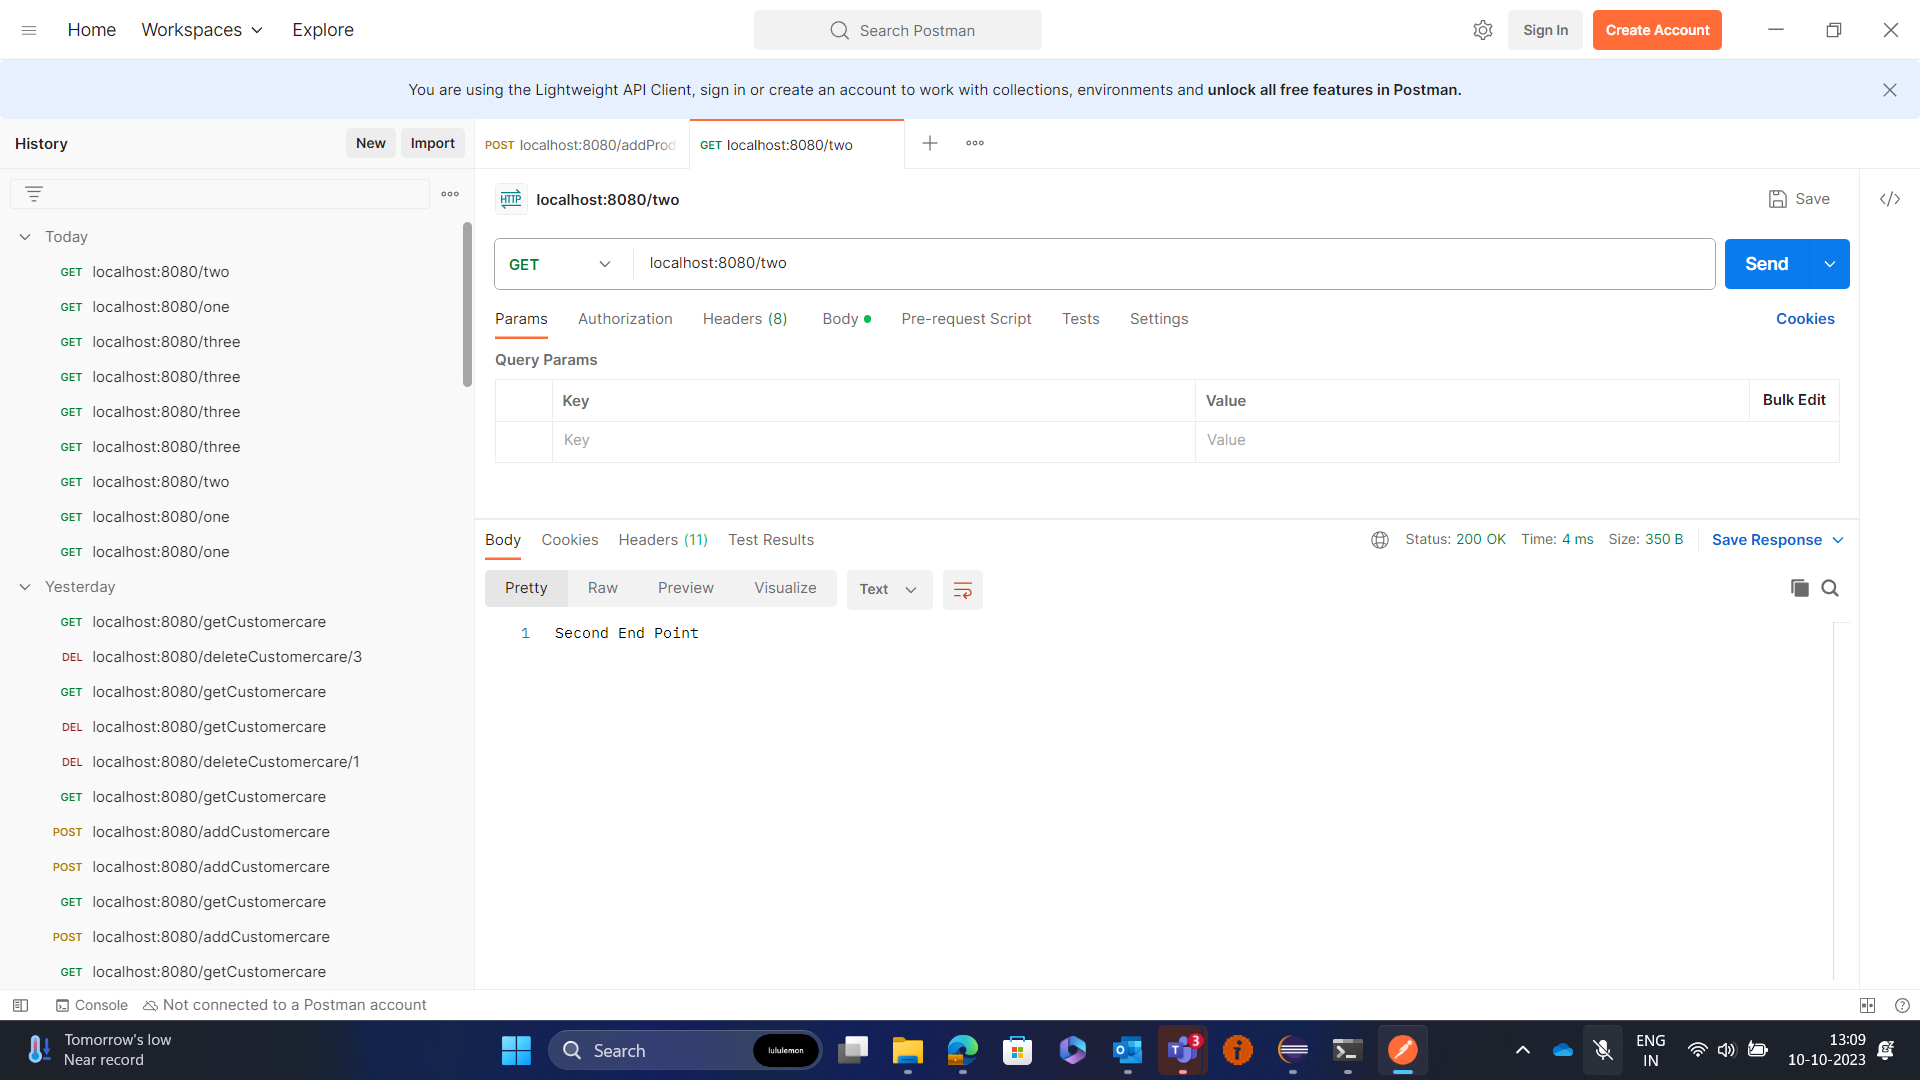 Home Workspaces Explore
Search Postman
Sign In Create Account
You are using the Lightweight API Client, sign in or create an account to work with collections, environments and unlock all free features in Postman.
History New Import
POST localhost:8080/addProd
GET localhost:8080/two
Today
GET localhost:8080/two
GET localhost:8080/one
GET localhost:8080/three
GET localhost:8080/three
GET localhost:8080/three
GET localhost:8080/three
GET localhost:8080/two
GET localhost:8080/one
GET localhost:8080/one
Yesterday
GET localhost:8080/getCustomercare
DEL localhost:8080/deleteCustomercare/3
GET localhost:8080/getCustomercare
DEL localhost:8080/getCustomercare
DEL localhost:8080/deleteCustomercare/1
GET localhost:8080/getCustomercare
POST localhost:8080/addCustomercare
POST localhost:8080/addCustomercare
GET localhost:8080/getCustomercare
POST localhost:8080/addCustomercare
GET localhost:8080/getCustomercare
HTTP localhost:8080/two
Save </>
GET localhost:8080/two
Send
Params Authorization Headers (8) Body Pre-request Script Tests Settings Cookies
Query Params
Key Value Bulk Edit
Key Value
Body Cookies Headers (11) Test Results
Status: 200 OK Time: 4 ms Size: 350 B Save Response
Pretty Raw Preview Visualize Text
1 Second End Point
Console Not connected to a Postman account
Tomorrow's low
Near record
Search
lululemon
3
ENG
IN
13:09
10-10-2023